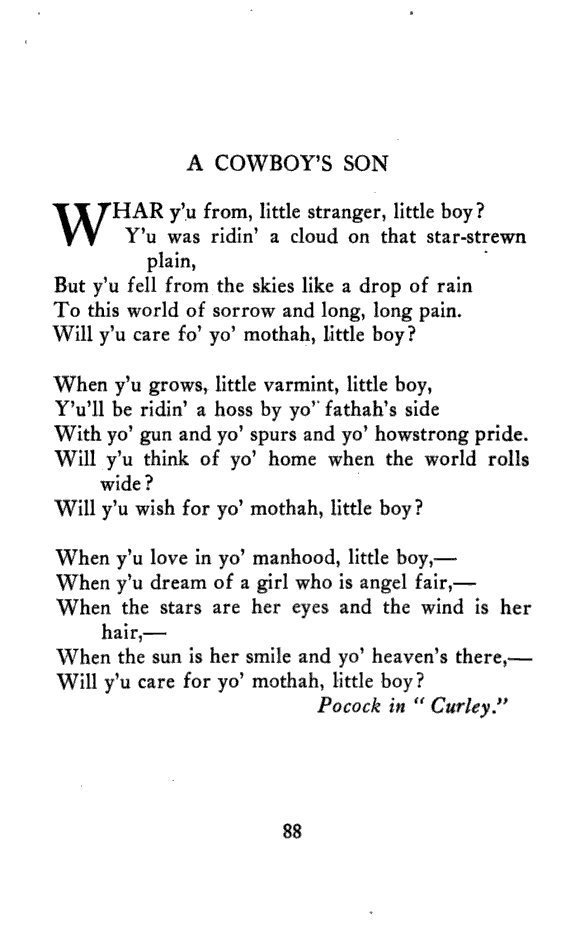 A COWBOY'S SON
WHAR y'u from, little stranger, little boy?
Y'u was ridin' a cloud on that star-strewn
plain,
But y'u fell from the skies like a drop of rain
To this world of sorrow and long, long pain.
Will y'u care fo' yo' mothah, little boy?
When y'u grows, little varmint, little boy,
Y'u'll be ridin' a hoss by yo' fathah's side
With yo' gun and yo' spurs and yo' howstrong pride.
Will y'u think of yo' home when the world rolls
wide?
Will y'u wish for yo' mothah, little boy?
When y'u love in yo' manhood, little boy,—
When y'u dream of a girl who is angel fair,—
When the stars are her eyes and the wind is her
hair,—
When the sun is her smile and yo' heaven's there,—
Will y'u care for yo' mothah, little boy?
Pocock in "Curley."
88